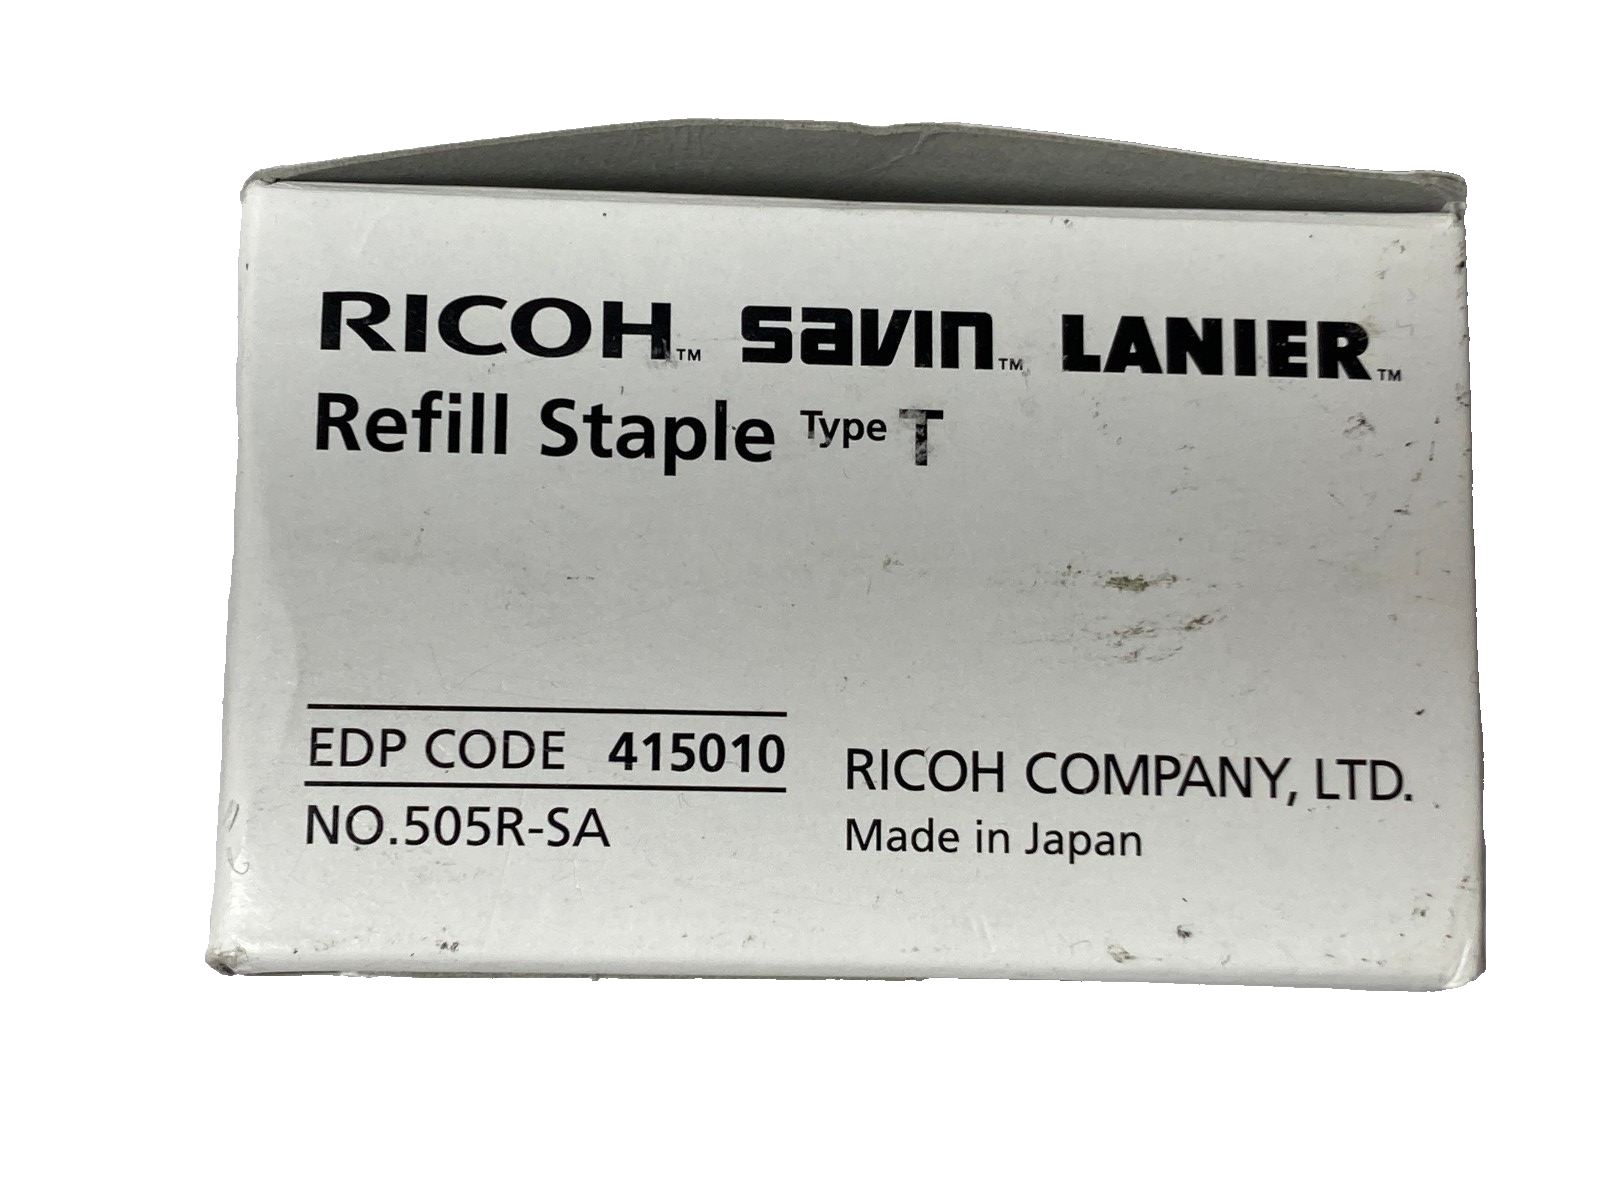 RICOH™ savin™ LANIER™
Refill Staple Type T
EDP CODE 415010
NO.505R-SA
RICOH COMPANY, LTD.
Made in Japan